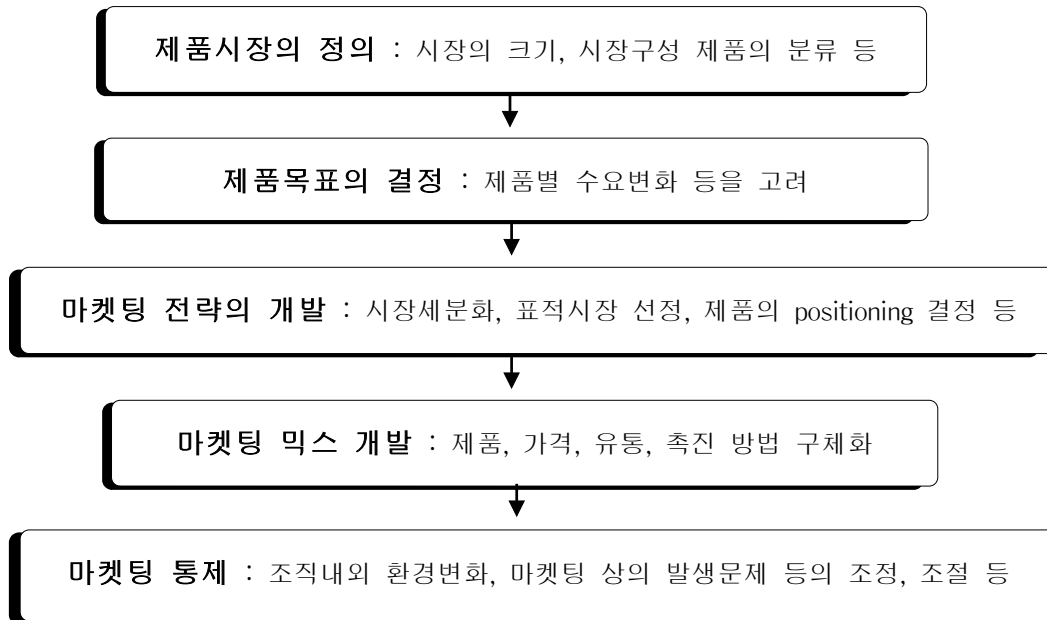 제품시장의 정의 : 시장의 크기, 시장구성 제품의 분류 등
제품목표의 결정 : 제품별 수요변화 등을 고려
마켓팅 전략의 개발 : 시장세분화, 표적시장 선정, 제품의 positioning 결정 등
마켓팅 믹스 개발 : 제품, 가격, 유통, 촉진 방법 구체화
마켓팅 통제 : 조직내외 환경변화, 마켓팅 상의 발생문제 등의 조정, 조절 등